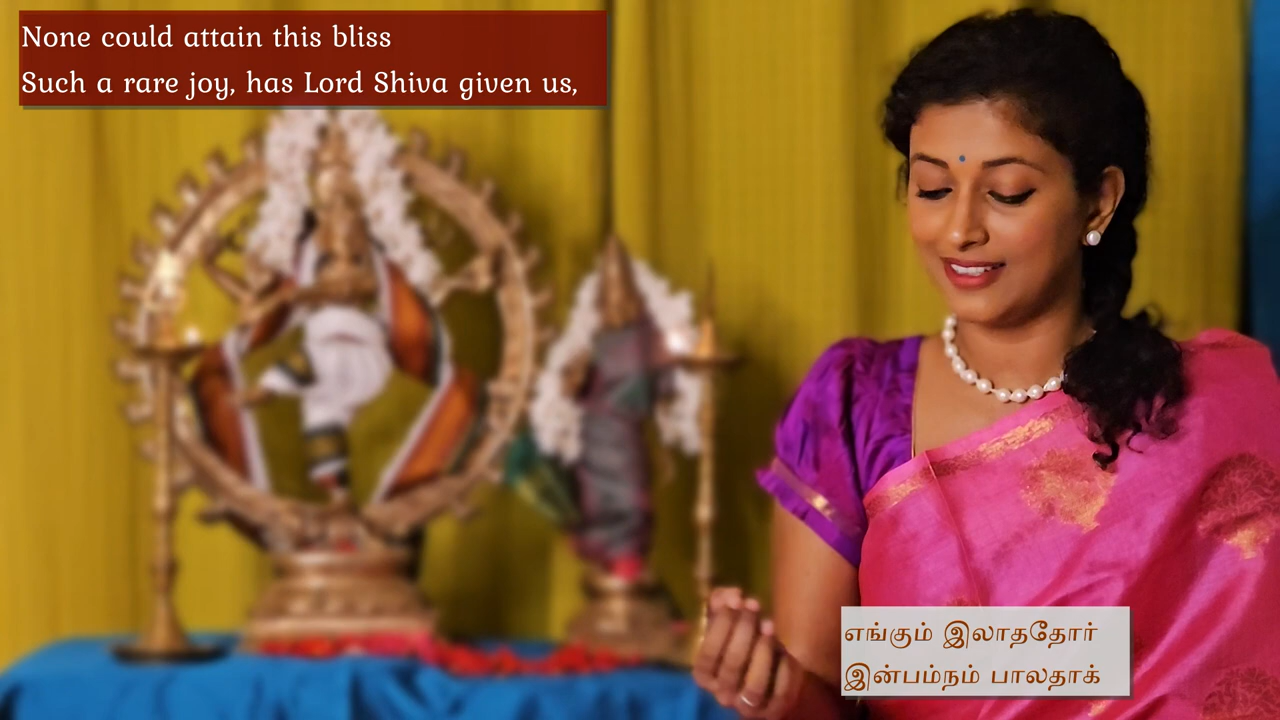 None could attain this bliss
Such a rare joy, has Lord Shiva given us,
எங்கும் இலாததோர்
இன்பம்நம் பாலதாக்